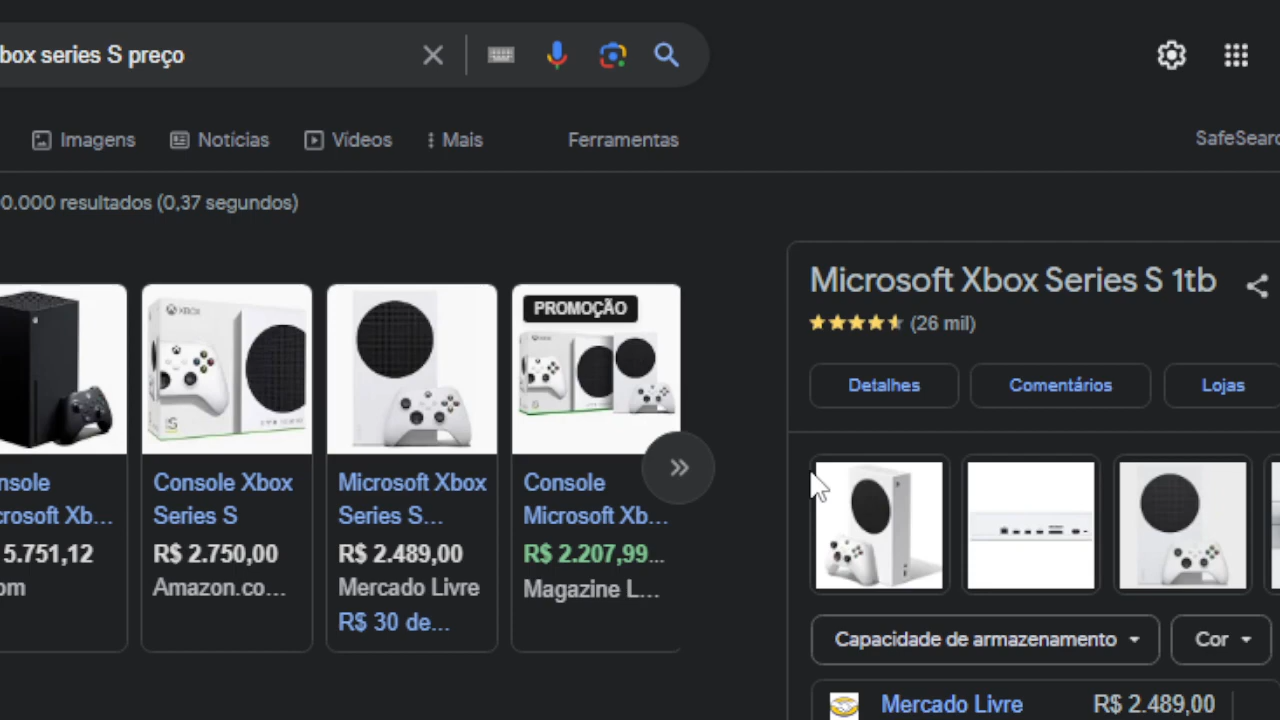 box series S preço
Imagens
Notícias
Vídeos
Mais
Ferramentas
SafeSearc
0.000 resultados (0,37 segundos)
Microsoft Xbox Series S 1tb
(26 mil)
Detalhes
Comentários
Lojas
PROMOÇÃO
XBOX
S
nsole
crosoft Xb...
5.751,12
om
Console Xbox
Series S
R$ 2.750,00
Amazon.co...
Microsoft Xbox
Series S...
R$ 2.489,00
Mercado Livre
R$ 30 de...
Console
Microsoft Xb...
R$ 2.207,99...
Magazine L...
Capacidade de armazenamento
Cor
Mercado Livre
R$ 2.489,00